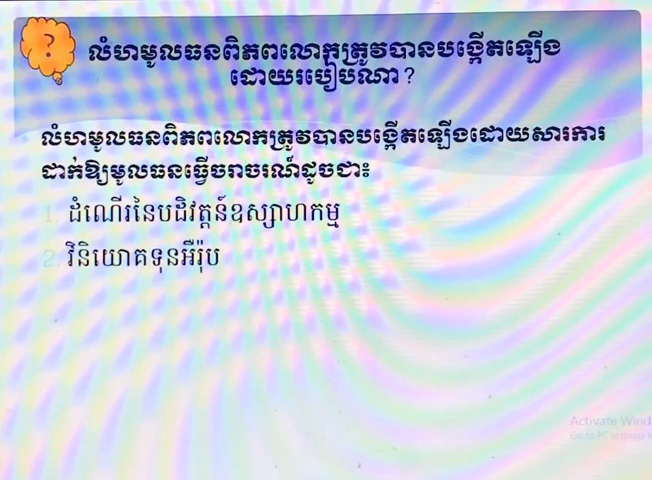 ?
លំហមូលធនពិភពលោកត្រូវបានបង្កើតឡើង
ដោយរបៀបណា?
លំហមូលធនពិភពលោកត្រូវបានបង្កើតឡើងដោយសារការ
ដាក់ឱ្យមូលធនធ្វើចរាចរណ៍ដូចជា៖
1. ដំណើរនៃបដិវត្តន៍ឧស្សាហកម្ម
2. វិនិយោគទុនអឺរ៉ុប
Activate Wind
Go to PC settings t